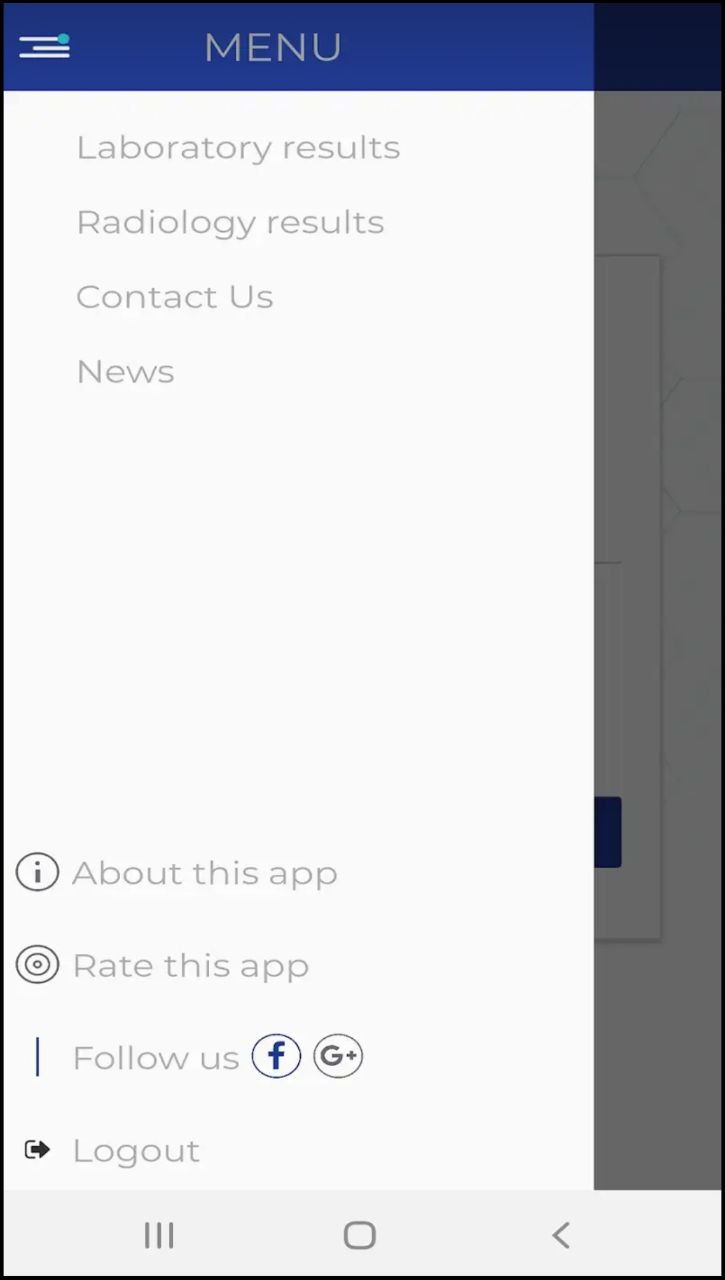 MENU
Laboratory results
Radiology results
Contact Us
News
About this app
Rate this app
Follow us f G+
Logout